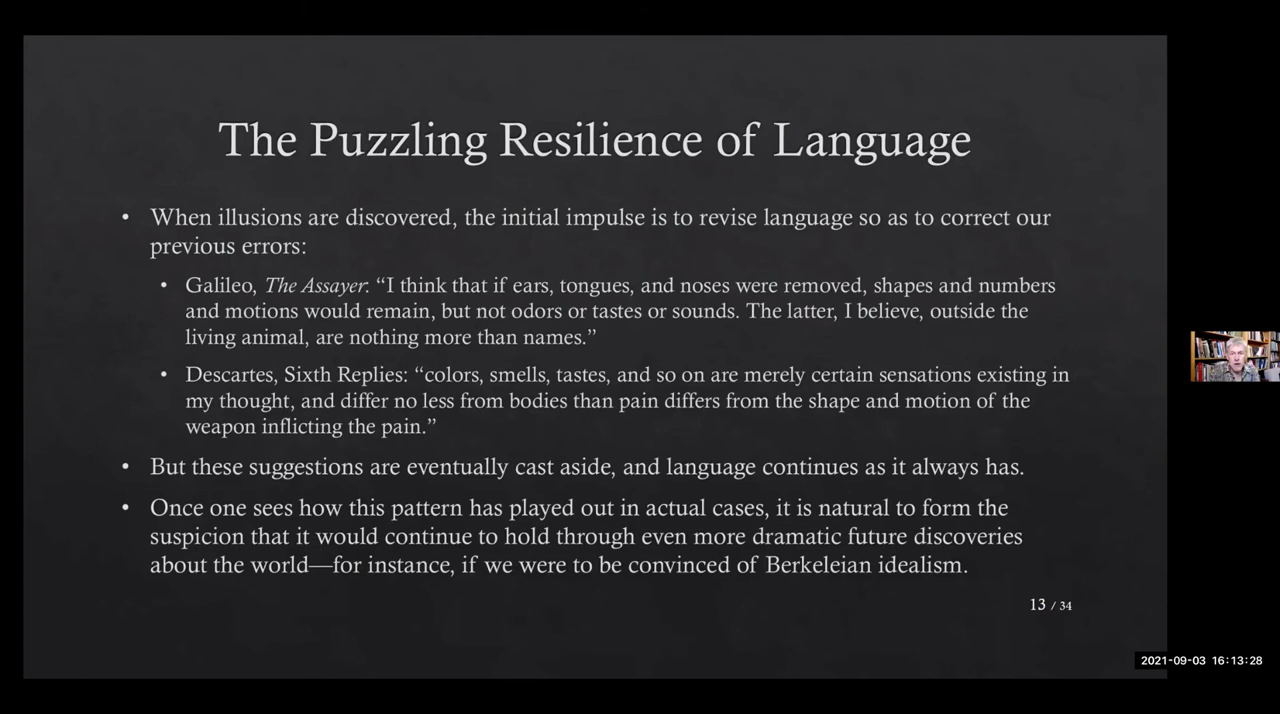 The Puzzling Resilience of Language
• When illusions are discovered, the initial impulse is to revise language so as to correct our
previous errors:
• Galileo, The Assayer: “I think that if ears, tongues, and noses were removed, shapes and numbers
and motions would remain, but not odors or tastes or sounds. The latter, I believe, outside the
living animal, are nothing more than names.”
• Descartes, Sixth Replies: “colors, smells, tastes, and so on are merely certain sensations existing in
my thought, and differ no less from bodies than pain differs from the shape and motion of the
weapon inflicting the pain.”
• But these suggestions are eventually cast aside, and language continues as it always has.
• Once one sees how this pattern has played out in actual cases, it is natural to form the
suspicion that it would continue to hold through even more dramatic future discoveries
about the world—for instance, if we were to be convinced of Berkeleian idealism.
13 / 34
2021-09-03 16:13:28